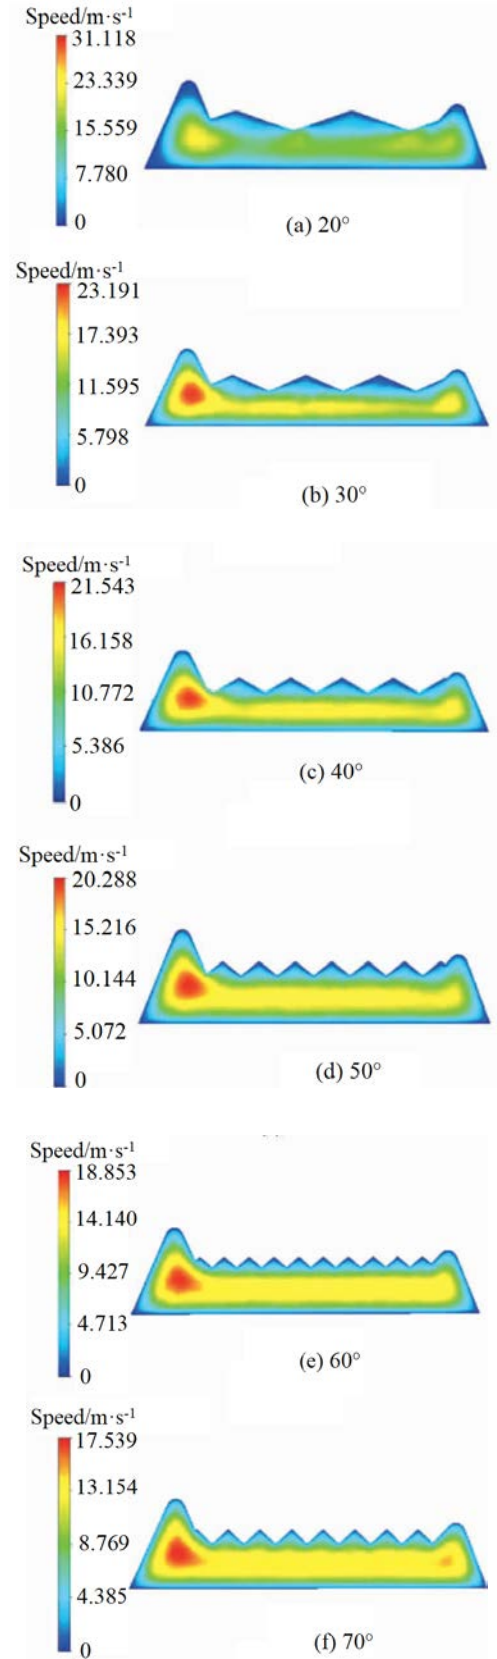 Speed/m·s⁻¹
31.118
23.339
15.559
7.780
0
(a) 20°
Speed/m·s⁻¹
23.191
17.393
11.595
5.798
0
(b) 30°
Speed/m·s⁻¹
21.543
16.158
10.772
5.386
0
(c) 40°
Speed/m·s⁻¹
20.288
15.216
10.144
5.072
0
(d) 50°
Speed/m·s⁻¹
18.853
14.140
9.427
4.713
0
(e) 60°
Speed/m·s⁻¹
17.539
13.154
8.769
4.385
0
(f) 70°